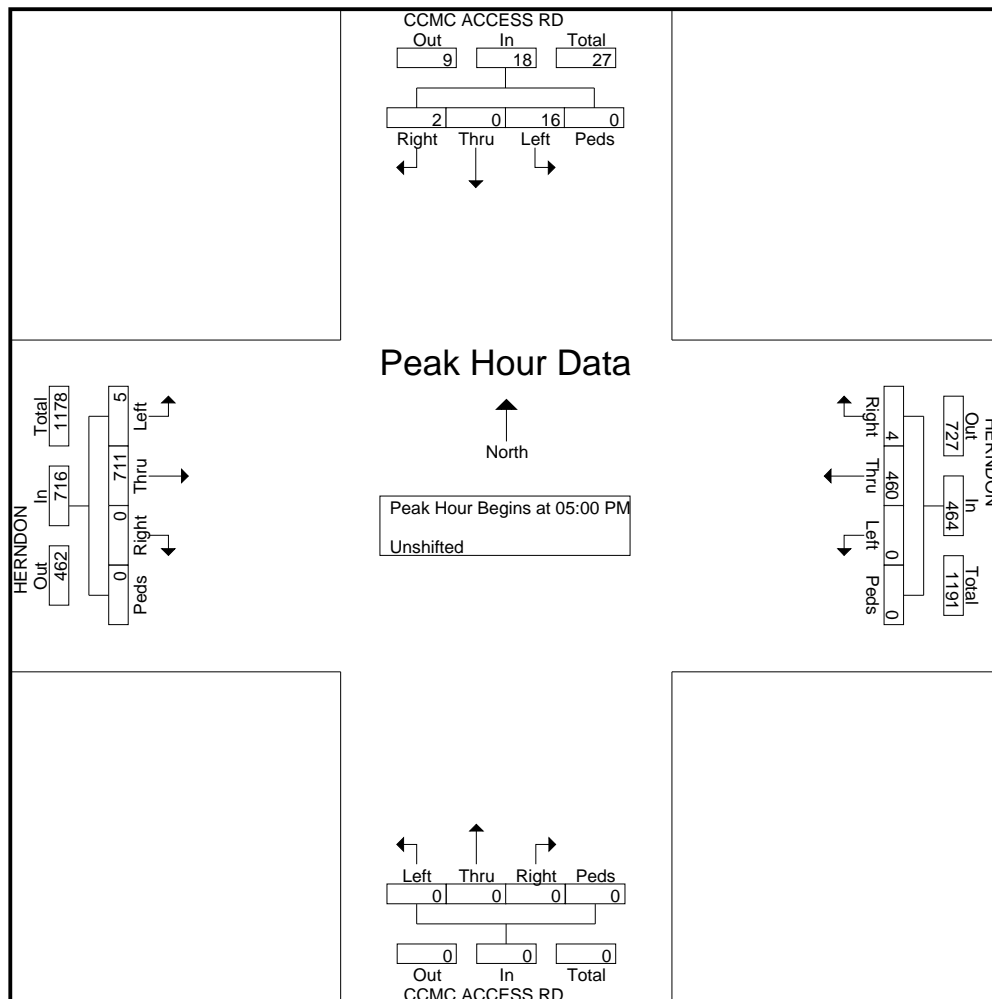 CCMC ACCESS RD
Out In Total
9 18 27
2 0 16 0
Right Thru Left Peds
Peak Hour Data
North
Peak Hour Begins at 05:00 PM
Unshifted
HERNDON
Out In Total
462 716 1178
5 711 0 0
Left Thru Right Peds
HERNDON
Out In Total
727 464 1191
4 460 0 0
Right Thru Left Peds
Left Thru Right Peds
0 0 0 0
0 0 0
Out In Total
CCMC ACCESS RD